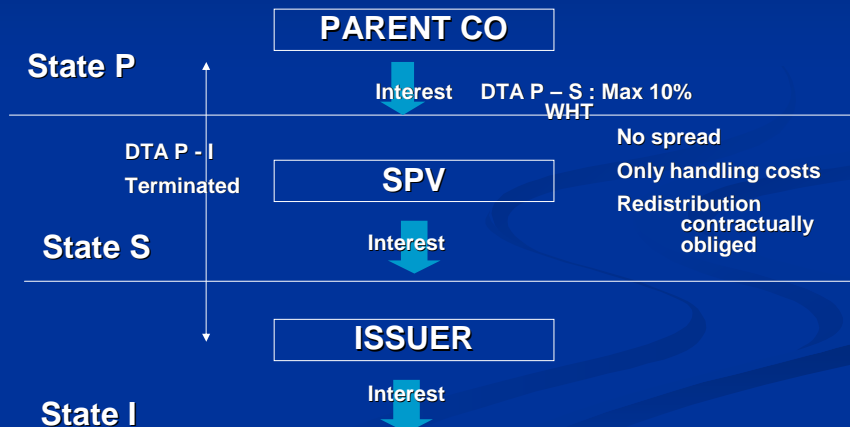 PARENT CO
State P
Interest DTA P – S : Max 10%
WHT
No spread
DTA P - I
Terminated
SPV
Only handling costs
Redistribution
contractually
obliged
State S
Interest
ISSUER
Interest
State I